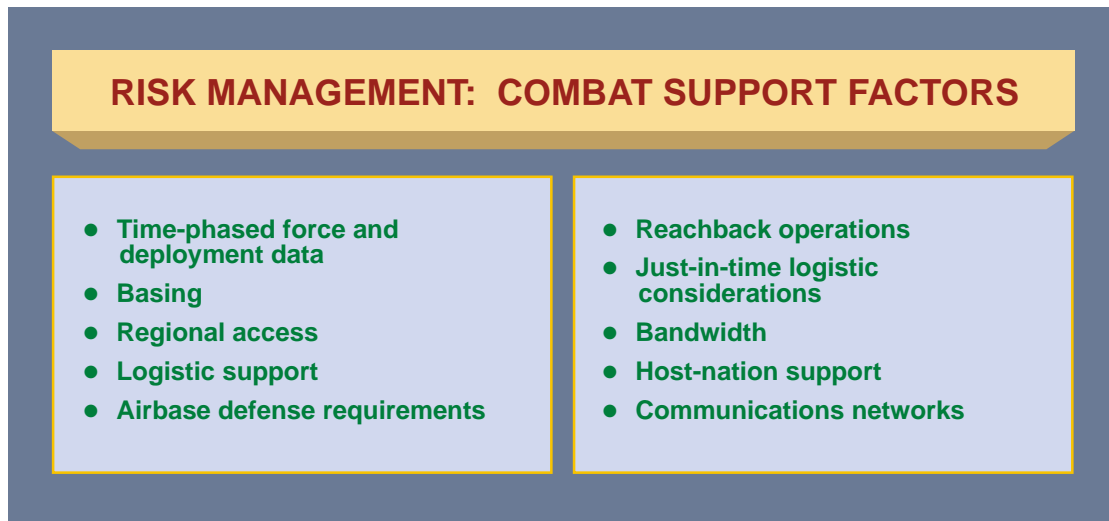 RISK MANAGEMENT: COMBAT SUPPORT FACTORS
● Time-phased force and
deployment data
● Basing
● Regional access
● Logistic support
● Airbase defense requirements
● Reachback operations
● Just-in-time logistic
considerations
● Bandwidth
● Host-nation support
● Communications networks